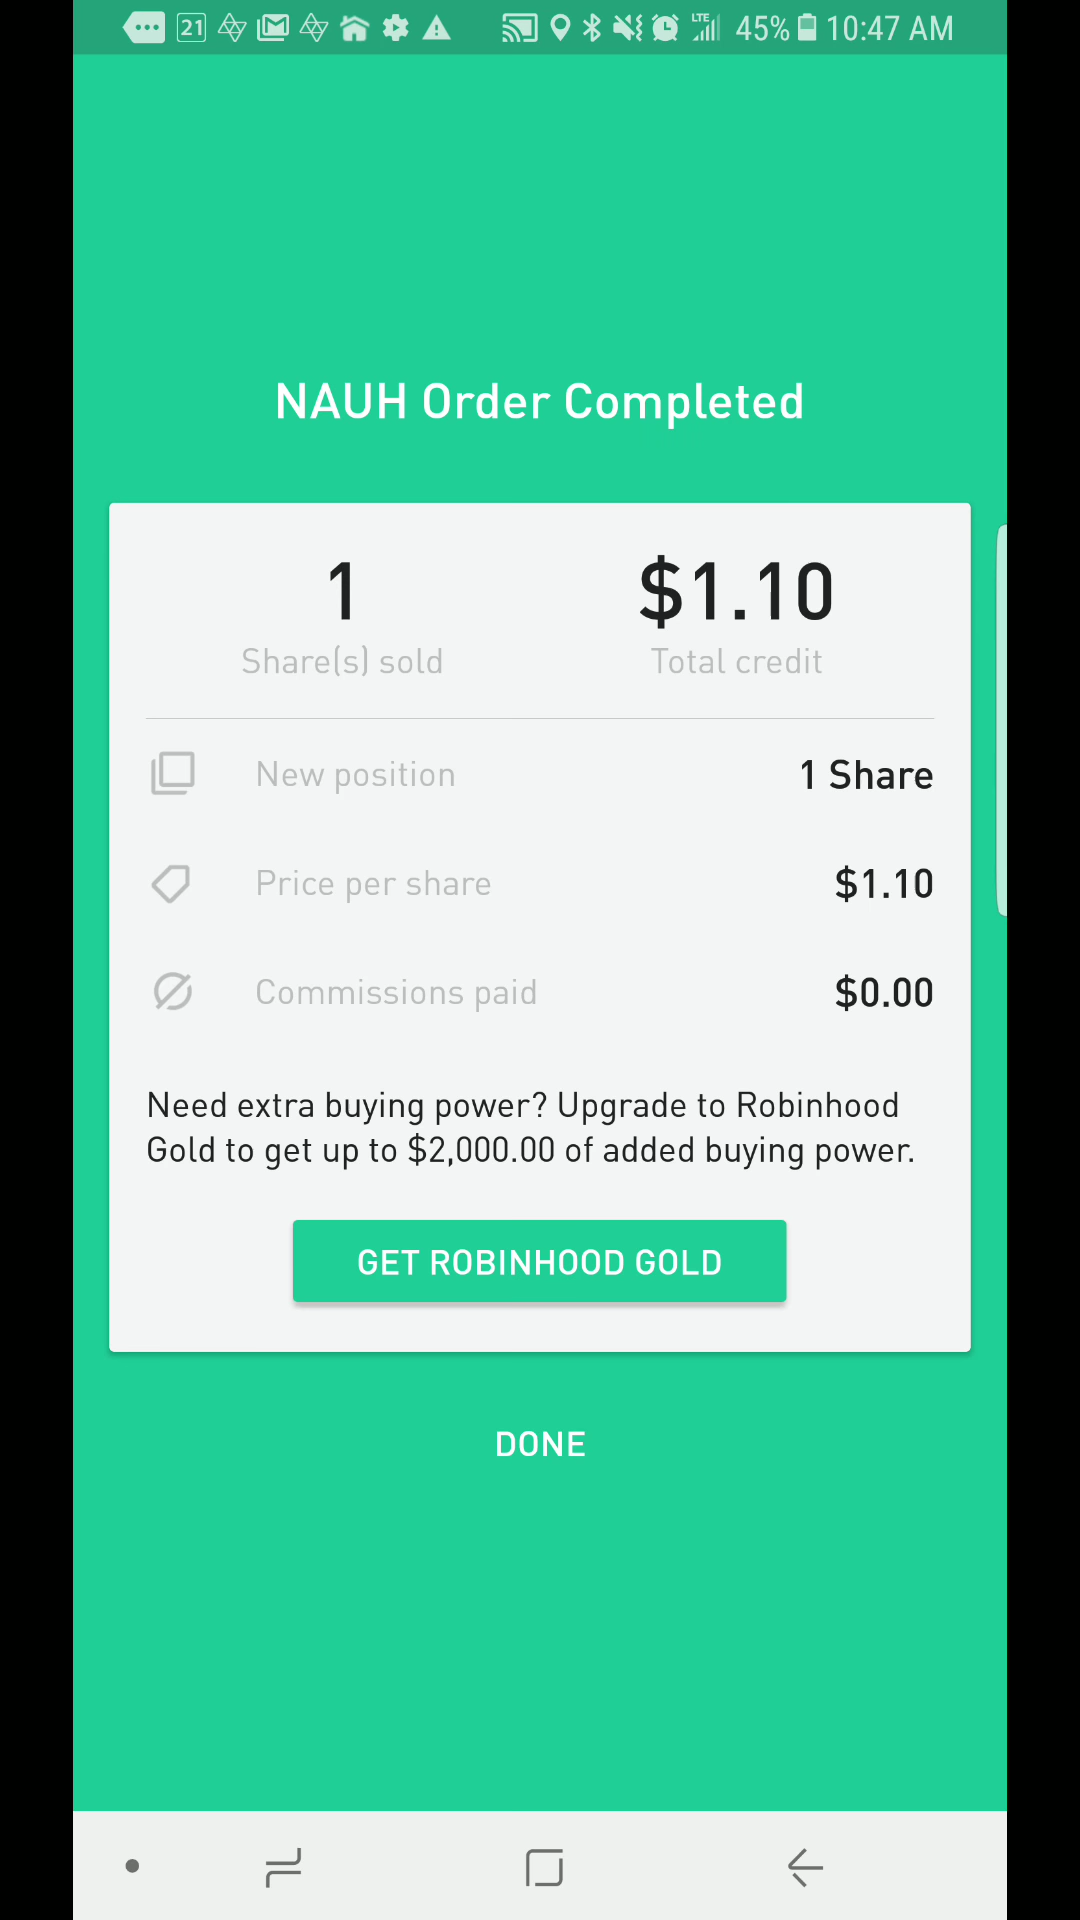 21 LTE 45% 10:47 AM
NAUH Order Completed
1 $1.10
Share(s) sold Total credit
New position 1 Share
Price per share $1.10
Commissions paid $0.00
Need extra buying power? Upgrade to Robinhood
Gold to get up to $2,000.00 of added buying power.
GET ROBINHOOD GOLD
DONE